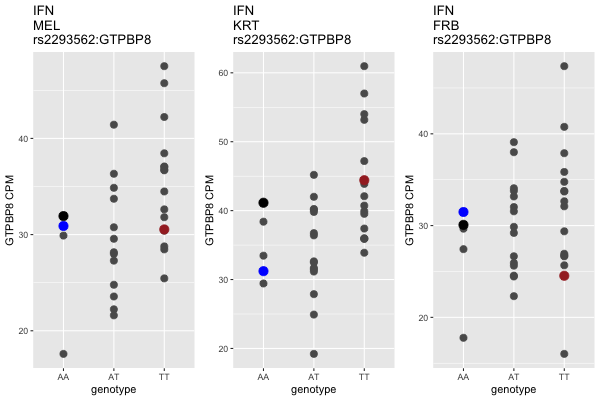 IFN
MEL
rs2293562:GTPBP8
GTPBP8 CPM
40
30
20
AA AT TT
genotype
IFN
KRT
rs2293562:GTPBP8
GTPBP8 CPM
60
50
40
30
20
AA AT TT
genotype
IFN
FRB
rs2293562:GTPBP8
GTPBP8 CPM
40
30
20
AA AT TT
genotype